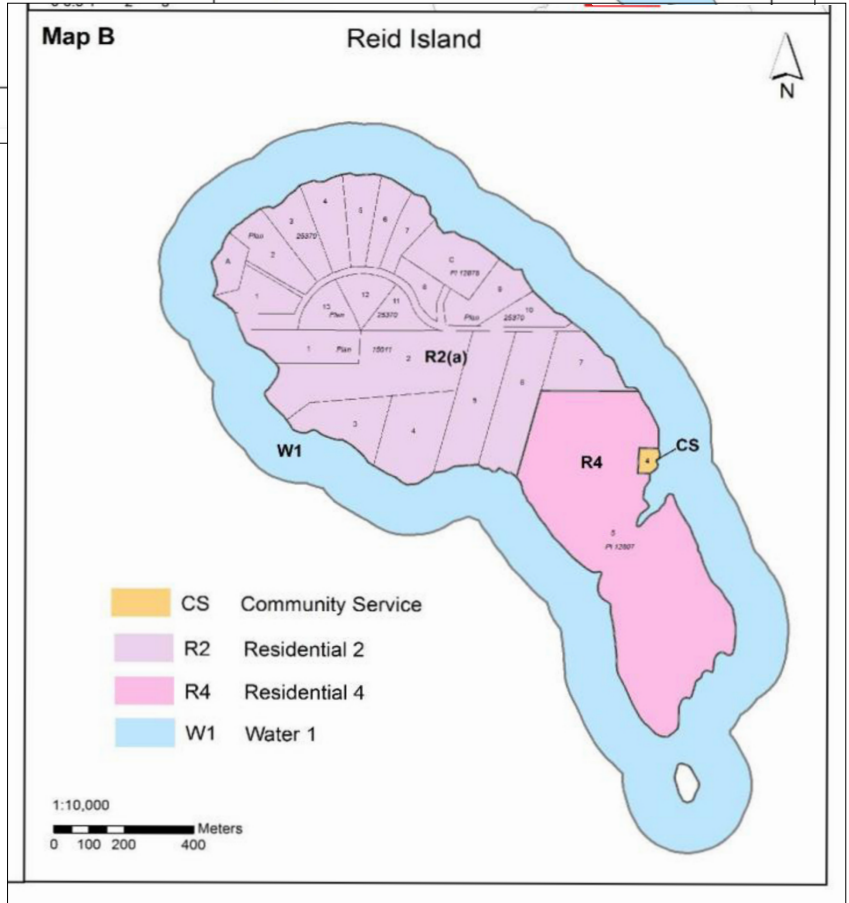 Map B
Reid Island
N
4
3
5
6
Plan
25370
7
2
A
C
Pl 12878
1
8
9
12
11
13
10
Plan
25370
Plan
25370
1
Plan
15011
2
R2(a)
7
6
5
3
4
W1
R4
4
CS
5
Pl 12807
CS Community Service
R2 Residential 2
R4 Residential 4
W1 Water 1
1:10,000
Meters
0 100 200 400